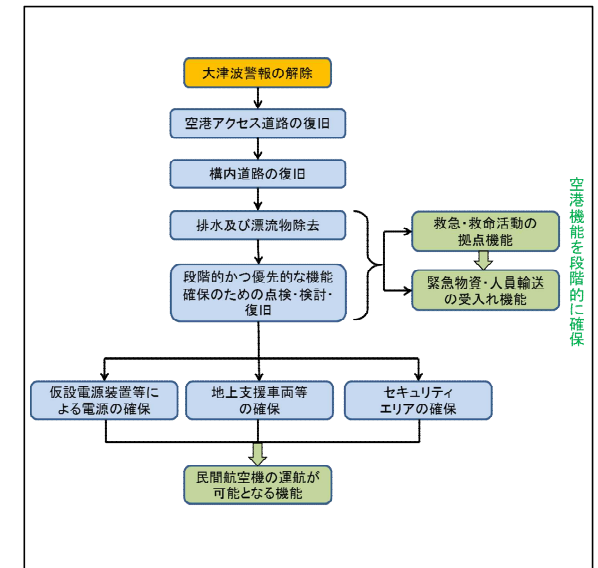 大津波警報の解除
空港アクセス道路の復旧
構内道路の復旧
排水及び漂流物除去
段階的かつ優先的な機能
確保のための点検・検討・
復旧
救急・救命活動の
拠点機能
緊急物資・人員輸送
の受入れ機能
空港機能を段階的に確保
仮設電源装置等に
よる電源の確保
地上支援車両等
の確保
セキュリティ
エリアの確保
民間航空機の運航が
可能となる機能